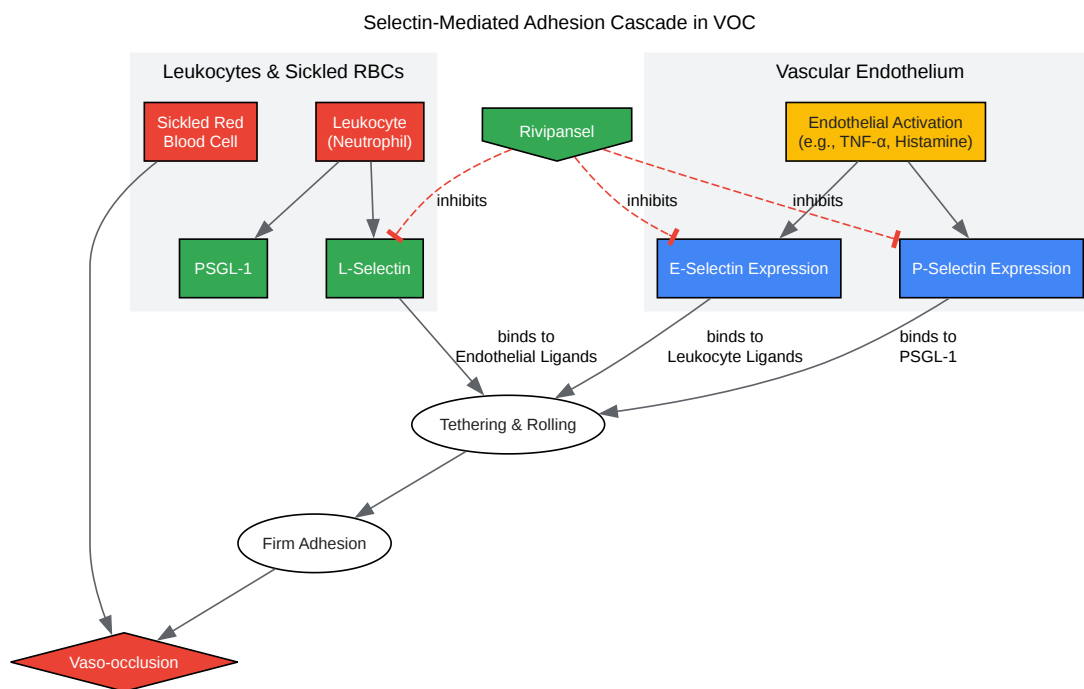 Selectin-Mediated Adhesion Cascade in VOC
Leukocytes & Sickled RBCs
Vascular Endothelium
Sickled Red
Blood Cell
Leukocyte
(Neutrophil)
Rivipansel
Endothelial Activation
(e.g., TNF-α, Histamine)
inhibits
inhibits
inhibits
PSGL-1
L-Selectin
E-Selectin Expression
P-Selectin Expression
binds to
Endothelial Ligands
binds to
Leukocyte Ligands
binds to
PSGL-1
Tethering & Rolling
Firm Adhesion
Vaso-occlusion